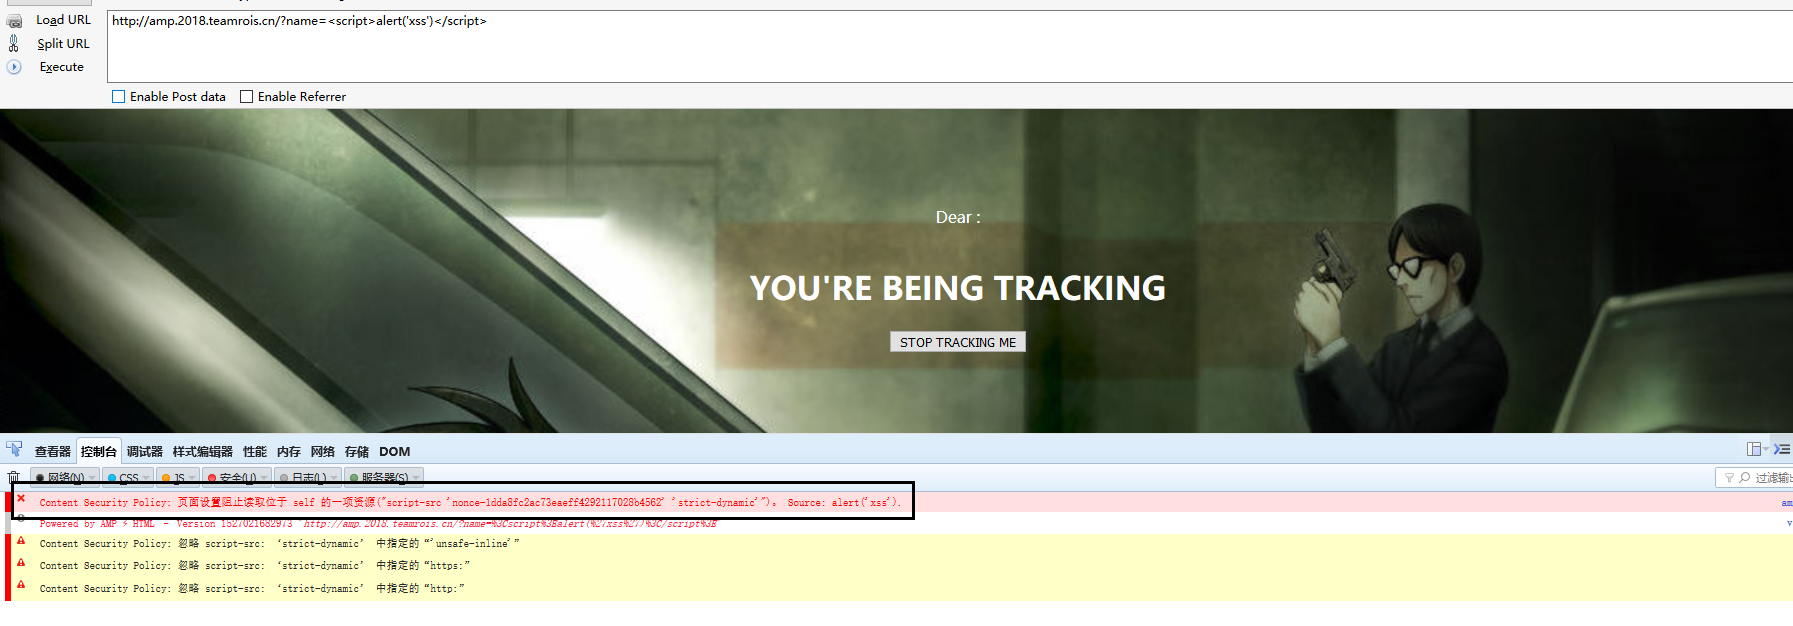 Load URL
http://amp.2018.teamrois.cn/?name=<script>alert('xss')</script>
Split URL
Execute
Enable Post data Enable Referrer
Dear :
YOU'RE BEING TRACKING
STOP TRACKING ME
查看器 控制台 调试器 样式编辑器 性能 内存 网络 存储 DOM
网络(N) CSS JS 安全(U) 日志(L) 服务器(S) 过滤输出
Content Security Policy: 页面设置阻止读取位于 self 的一项资源("script-src 'nonce-1dda8fc2ac73eaeff4292117028b4562' 'strict-dynamic'")。 Source: alert('xss').
am
Powered by AMP ⚡ HTML – Version 1527021682973 "http://amp.2018.teamrois.cn/?name=%3Cscript%3Ealert(%27xss%27)%3C/script%3E"
v
Content Security Policy: 忽略 script-src: 'strict-dynamic' 中指定的 “'unsafe-inline'”
Content Security Policy: 忽略 script-src: 'strict-dynamic' 中指定的 “https:”
Content Security Policy: 忽略 script-src: 'strict-dynamic' 中指定的 “http:”